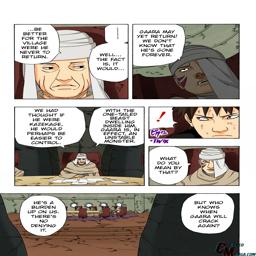 GAARA MAY
YET RETURN!
WE DON'T
KNOW THAT
HE'S GONE
FOREVER.
WELL...
THE FACT
IS, IT
WOULD...
...BE
BETTER
FOR THE
VILLAGE WERE
HE NEVER
TO RETURN.
!
WITH THE
ONE-TAILED
BEAST
DWELLING
INSIDE HIM,
GAARA IS, IN
EFFECT, AN
UNSTABLE
MONSTER.
WE HAD
THOUGHT IF
HE WERE
KAZEKAGE,
HE WOULD
PERHAPS BE
EASIER TO
CONTROL.
WHAT DO
YOU MEAN
BY THAT?
BUT WHO
KNOWS
WHEN
GAARA WILL
CRACK
AGAIN?
HE'S A
BURDEN
UP ON US.
THERE'S
NO
DENYING
IT.